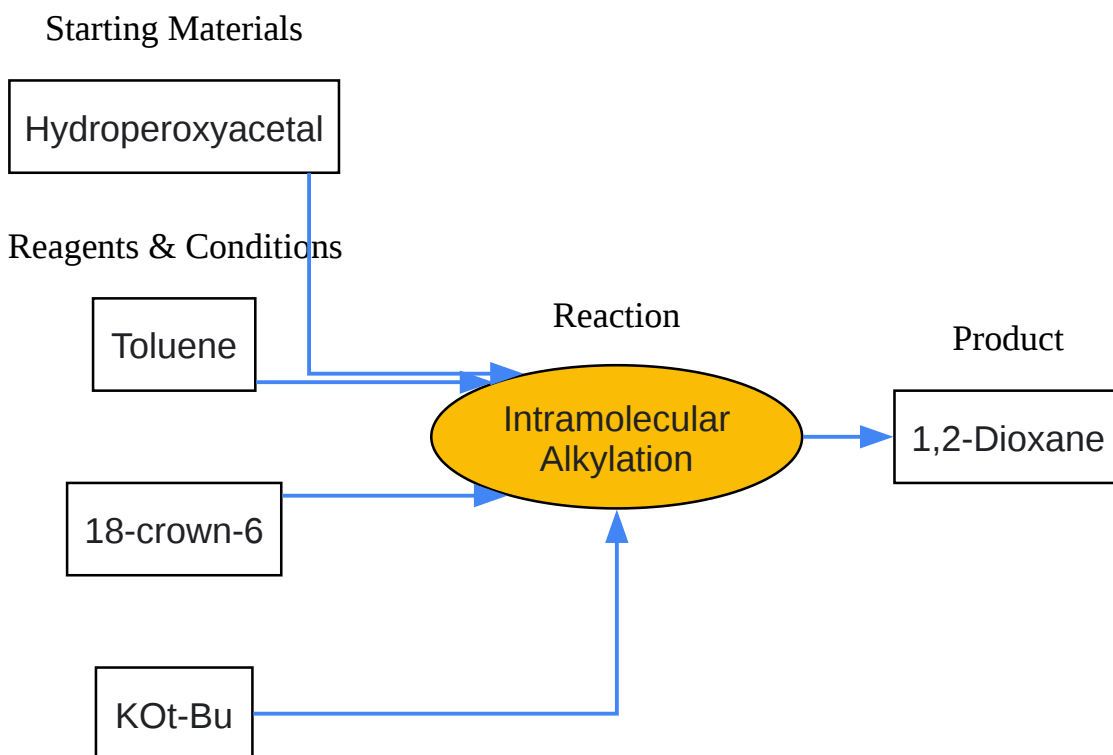 Starting Materials
Hydroperoxyacetal
Reagents & Conditions
Toluene
18-crown-6
KOt-Bu
Reaction
Intramolecular
Alkylation
Product
1,2-Dioxane